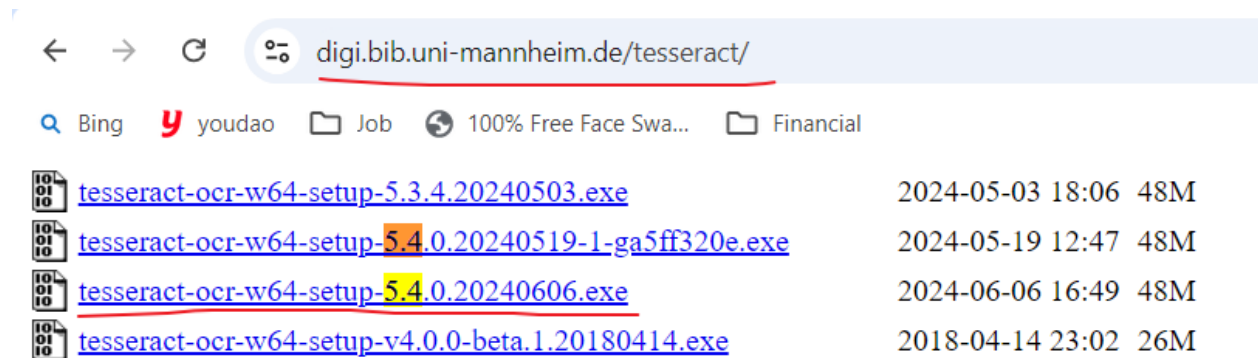 digi.bib.uni-mannheim.de/tesseract/
Bing youdao Job 100% Free Face Swa... Financial
tesseract-ocr-w64-setup-5.3.4.20240503.exe 2024-05-03 18:06 48M
tesseract-ocr-w64-setup-5.4.0.20240519-1-ga5ff320e.exe 2024-05-19 12:47 48M
tesseract-ocr-w64-setup-5.4.0.20240606.exe 2024-06-06 16:49 48M
tesseract-ocr-w64-setup-v4.0.0-beta.1.20180414.exe 2018-04-14 23:02 26M